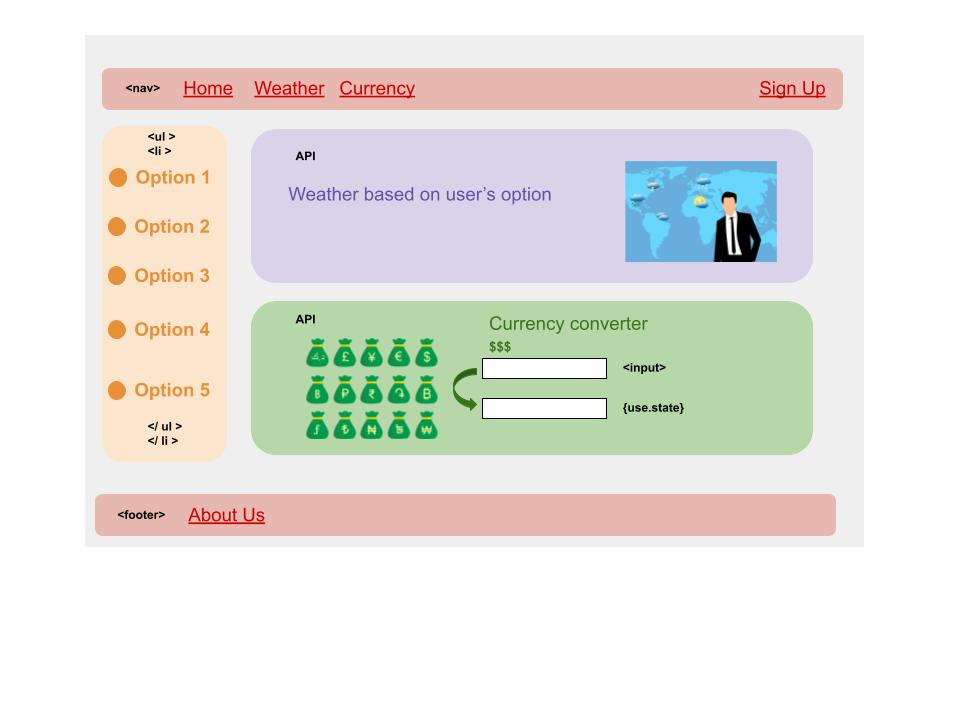 <nav> Home Weather Currency Sign Up
<ul >
<li >
Option 1
Option 2
Option 3
Option 4
Option 5
</ ul >
</ li >
API
Weather based on user's option
API
Currency converter
$$$
£ ¥ € $
<input>
{use.state}
<footer> About Us